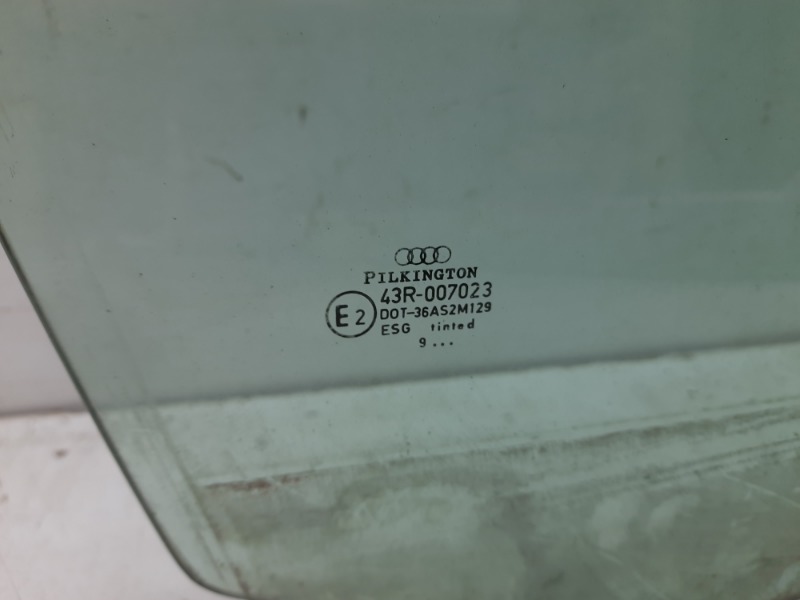 PILKINGTON
E2
43R-007023
DOT-36AS2M129
ESG tinted
9...